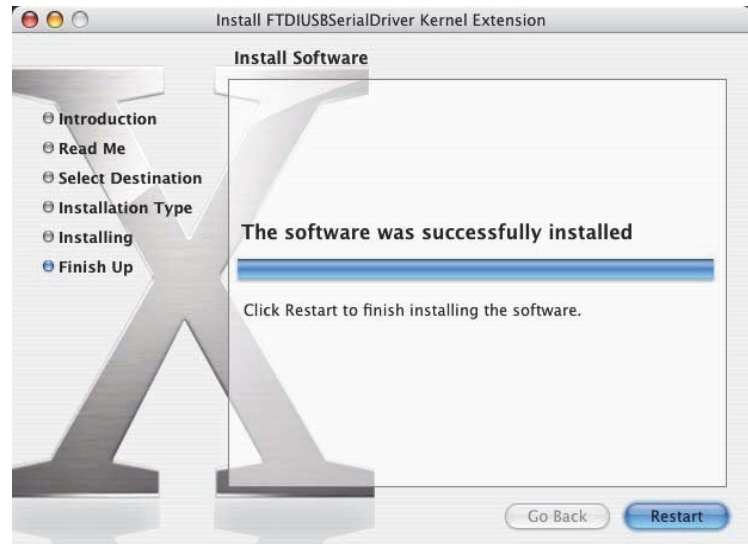 Install FTDIUSBSerialDriver Kernel Extension
Install Software
Introduction
Read Me
Select Destination
Installation Type
Installing
Finish Up
The software was successfully installed
Click Restart to finish installing the software.
Go Back
Restart